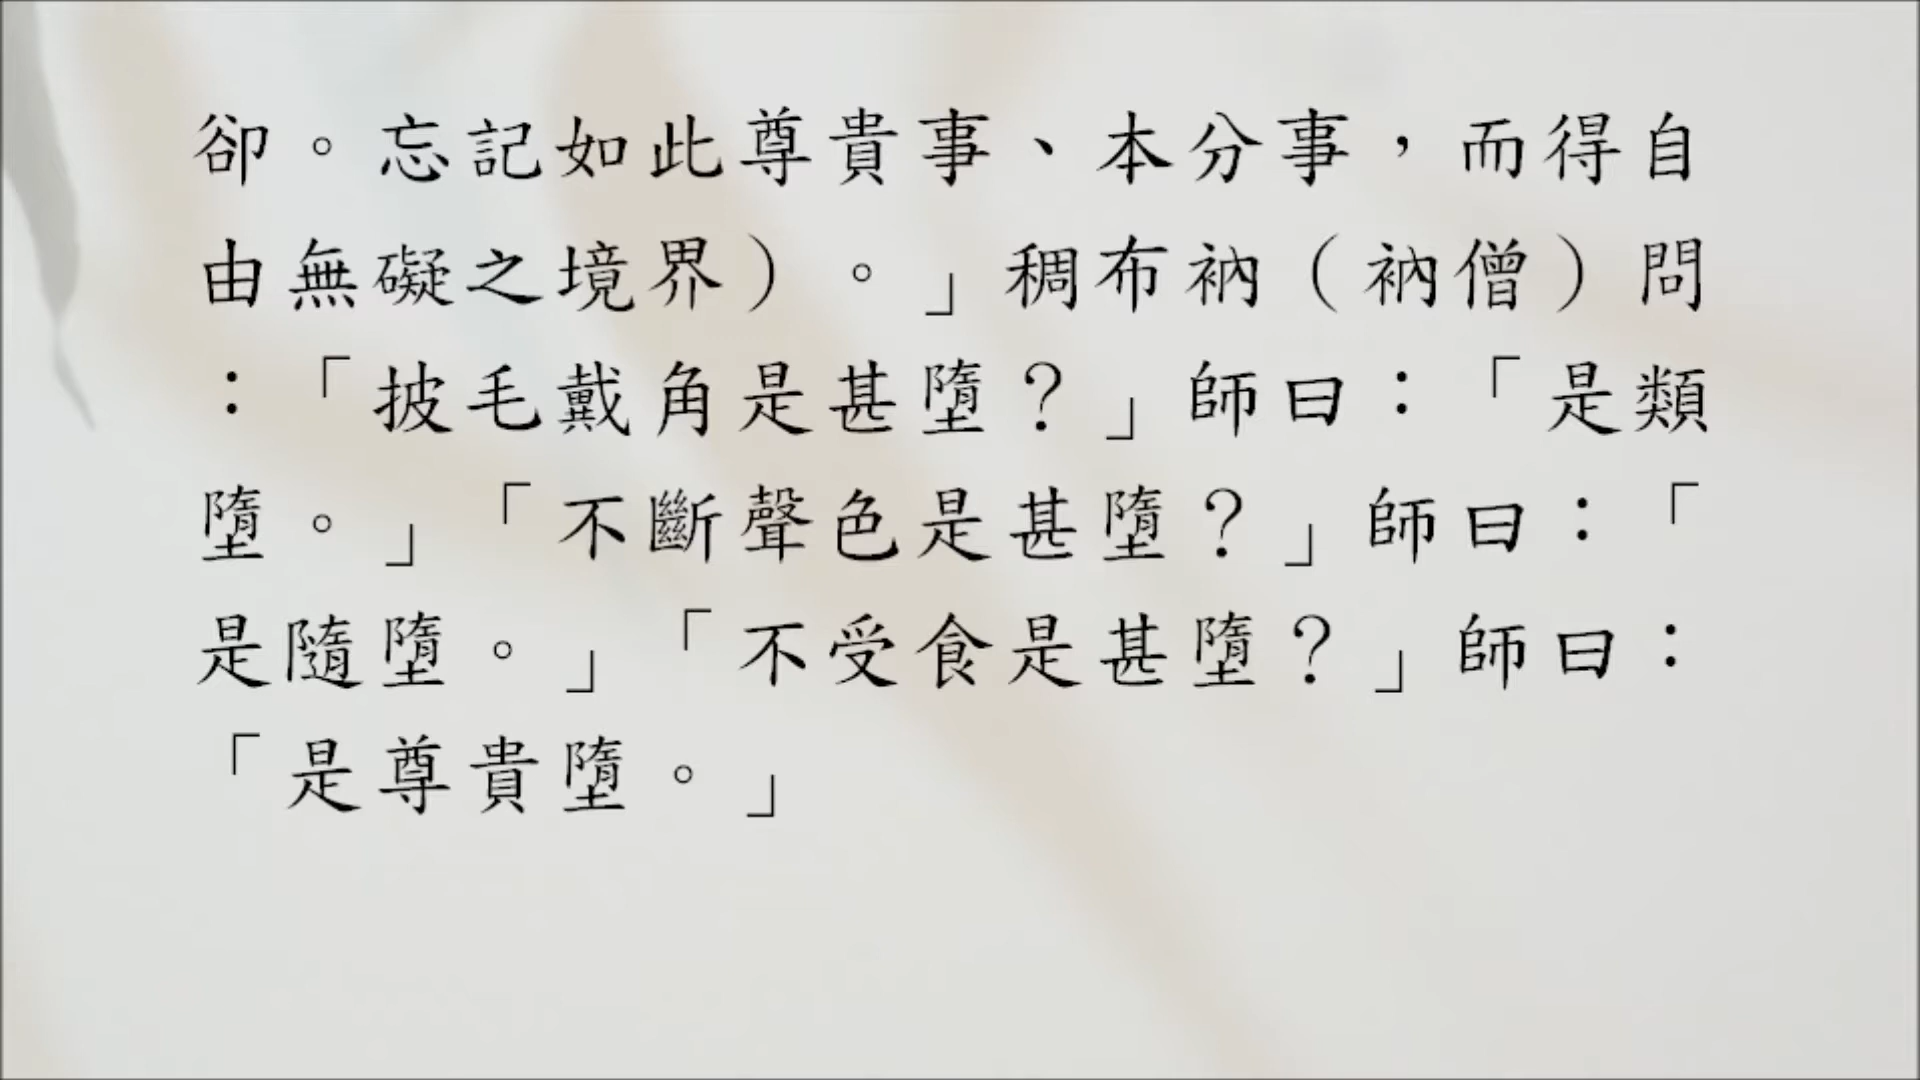 卻。忘記如此尊貴事、本分事，而得自
由無礙之境界）。」稠布衲（衲僧）問
：「披毛戴角是甚墮？」師曰：「是類
墮。」「不斷聲色是甚墮？」師曰：「
是隨墮。」「不受食是甚墮？」師曰：
「是尊貴墮。」